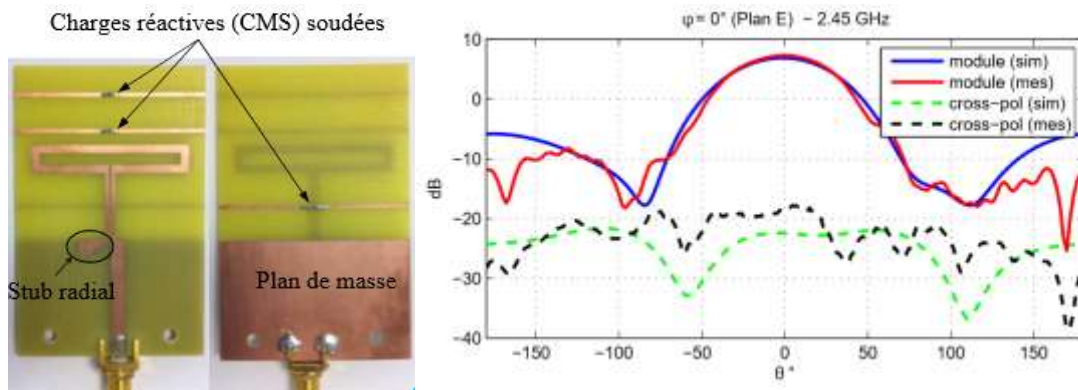 Charges réactives (CMS) soudées
Stub radial
Plan de masse
φ= 0° (Plan E) − 2.45 GHz
module (sim)
module (mes)
cross−pol (sim)
cross−pol (mes)
dB
10
0
−10
−20
−30
−40
−150
−100
−50
0
50
100
150
θ°